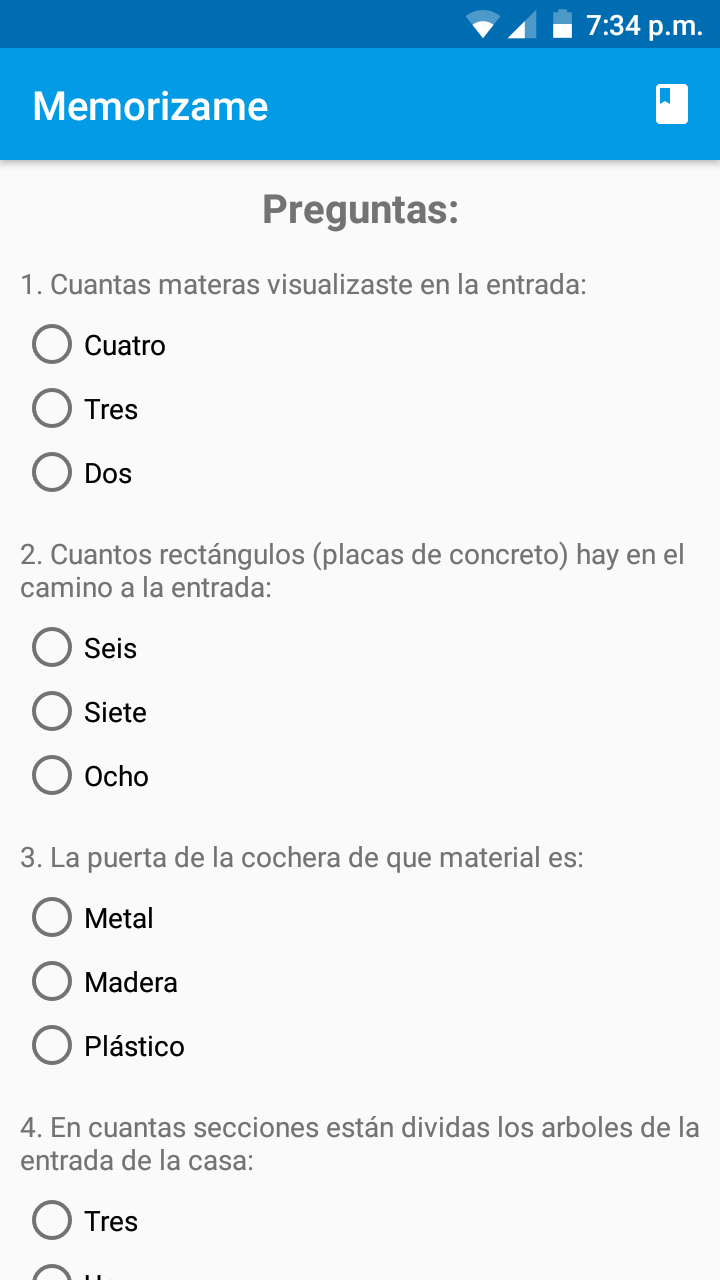 7:34 p.m.
Memorizame
Preguntas:
1. Cuantas materas visualizaste en la entrada:
Cuatro
Tres
Dos
2. Cuantos rectángulos (placas de concreto) hay en el
camino a la entrada:
Seis
Siete
Ocho
3. La puerta de la cochera de que material es:
Metal
Madera
Plástico
4. En cuantas secciones están dividas los arboles de la
entrada de la casa:
Tres